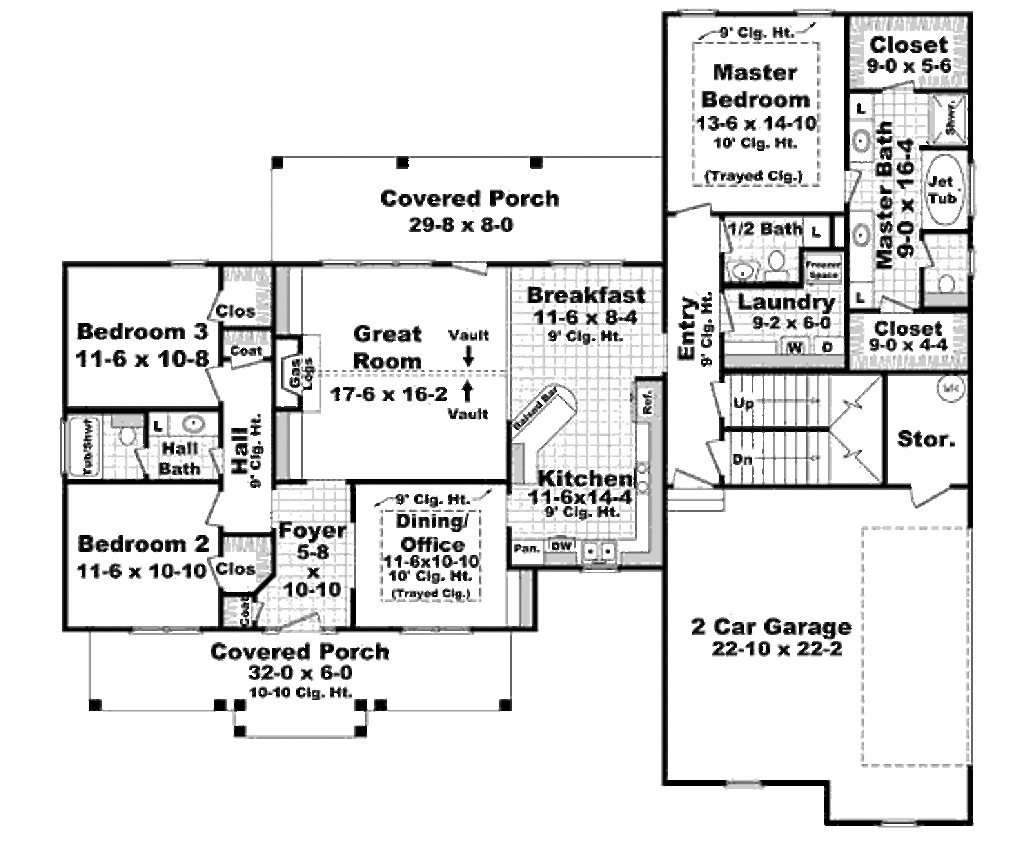 9' Clg. Ht.
Master
Bedroom
13-6 x 14-10
10' Clg. Ht.
(Trayed Clg.)
Closet
9-0 x 5-6
L
Shwr.
Master Bath
9-0 x 16-4
Jet
Tub
L
Closet
9-0 x 4-4
Covered Porch
29-8 x 8-0
1/2 Bath
L
Freezer
Space
Laundry
9-2 x 6-0
W
D
Entry
9' Clg. Ht.
Bedroom 3
11-6 x 10-8
Clos
Coat
Great
Room
17-6 x 16-2
Vault
Vault
Gas
Logs
Breakfast
11-6 x 8-4
9' Clg. Ht.
Raised Bar
Ref.
Up
Dn
WH
Stor.
Tub/Shwr
L
Hall
Bath
Hall
9' Clg. Ht.
Kitchen
11-6x14-4
9' Clg. Ht.
Pan.
DW
Bedroom 2
11-6 x 10-10
Clos
Coat
Foyer
5-8
x
10-10
9' Clg. Ht.
Dining/
Office
11-6x10-10
10' Clg. Ht.
(Trayed Clg.)
2 Car Garage
22-10 x 22-2
Covered Porch
32-0 x 6-0
10-10 Clg. Ht.